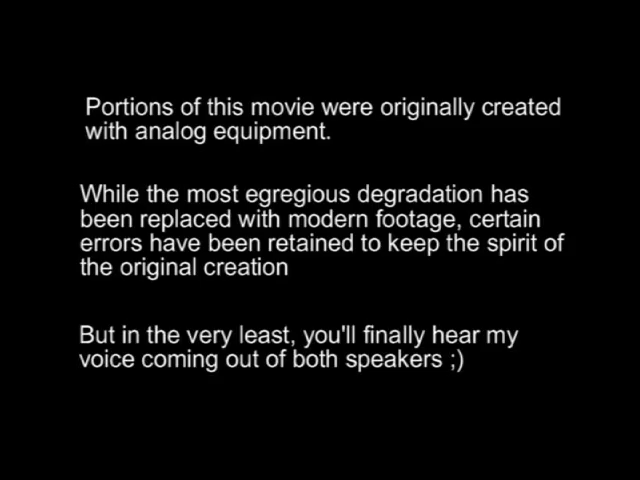 Portions of this movie were originally created
with analog equipment.
While the most egregious degradation has
been replaced with modern footage, certain
errors have been retained to keep the spirit of
the original creation
But in the very least, you'll finally hear my
voice coming out of both speakers ;)